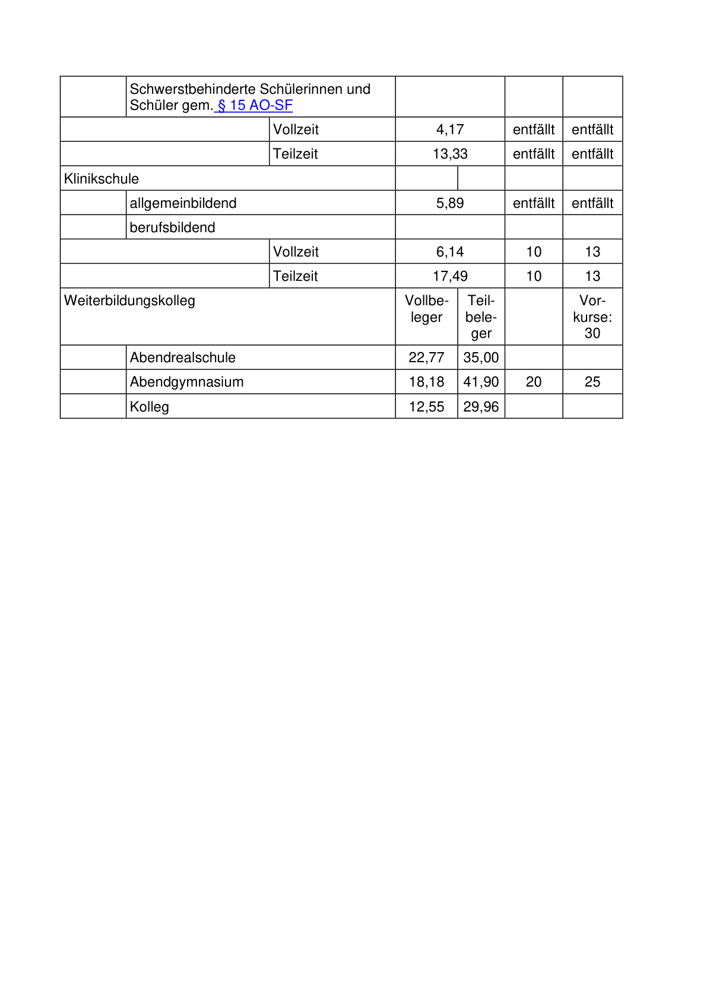 Schwerstbehinderte Schülerinnen und
Schüler gem. § 15 AO-SF
Vollzeit 4,17 entfällt entfällt
Teilzeit 13,33 entfällt entfällt
Klinikschule
allgemeinbildend 5,89 entfällt entfällt
berufsbildend
Vollzeit 6,14 10 13
Teilzeit 17,49 10 13
Weiterbildungskolleg Vollbe- Teil- Vor-
leger bele- kurse:
ger 30
Abendrealschule 22,77 35,00
Abendgymnasium 18,18 41,90 20 25
Kolleg 12,55 29,96